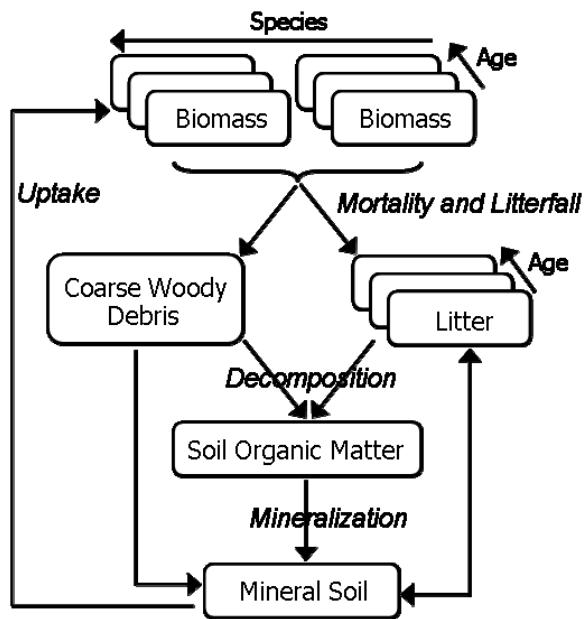 Species
Age
Biomass
Biomass
Uptake
Mortality and Litterfall
Age
Coarse Woody
Debris
Litter
Decomposition
Soil Organic Matter
Mineralization
Mineral Soil